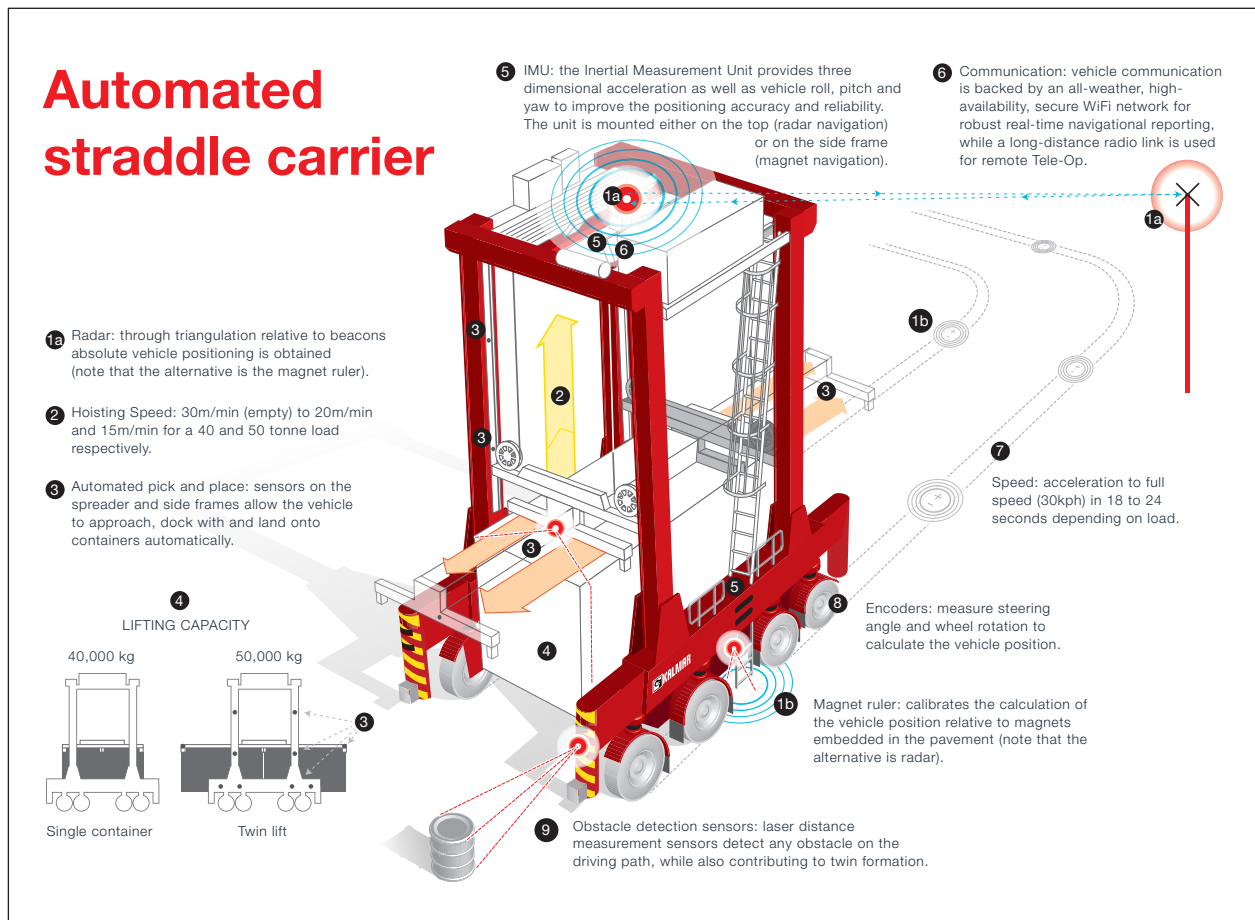 Automated
straddle carrier
5 IMU: the Inertial Measurement Unit provides three
dimensional acceleration as well as vehicle roll, pitch and
yaw to improve the positioning accuracy and reliability.
The unit is mounted either on the top (radar navigation)
or on the side frame
(magnet navigation).
6 Communication: vehicle communication
is backed by an all-weather, high-
availability, secure WiFi network for
robust real-time navigational reporting,
while a long-distance radio link is used
for remote Tele-Op.
1a
1a
5
6
1a Radar: through triangulation relative to beacons
absolute vehicle positioning is obtained
(note that the alternative is the magnet ruler).
2 Hoisting Speed: 30m/min (empty) to 20m/min
and 15m/min for a 40 and 50 tonne load
respectively.
3 Automated pick and place: sensors on the
spreader and side frames allow the vehicle
to approach, dock with and land onto
containers automatically.
3
1b
2
3
3
3
7
Speed: acceleration to full
speed (30kph) in 18 to 24
seconds depending on load.
4
LIFTING CAPACITY
40,000 kg
50,000 kg
3
Single container
Twin lift
5
8
Encoders: measure steering
angle and wheel rotation to
calculate the vehicle position.
4
KALMAR
1b
Magnet ruler: calibrates the calculation of
the vehicle position relative to magnets
embedded in the pavement (note that the
alternative is radar).
9 Obstacle detection sensors: laser distance
measurement sensors detect any obstacle on the
driving path, while also contributing to twin formation.